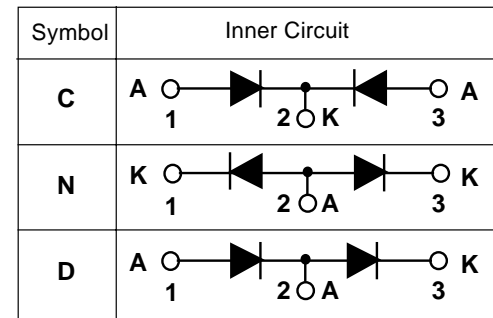 Symbol Inner Circuit
C A A
1 2 K 3
N K K
1 2 A 3
D A K
1 2 A 3